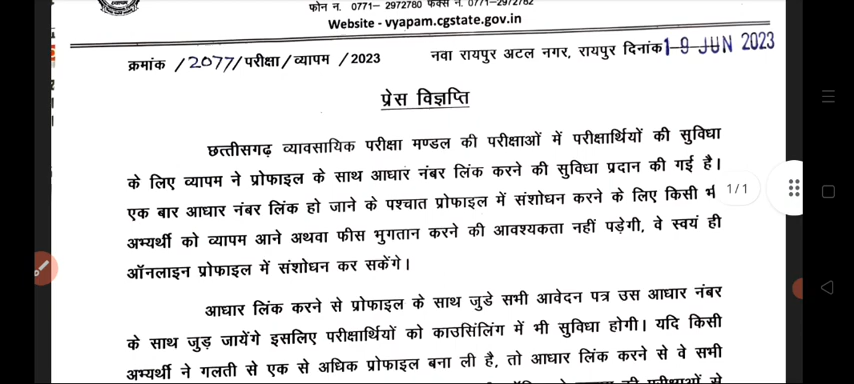 फोन न. 0771– 2972780 फैक्स न. 0771-2972782
Website - vyapam.cgstate.gov.in
क्रमांक /2077/परीक्षा/व्यापम /2023 नवा रायपुर अटल नगर, रायपुर दिनांक 19 JUN 2023
प्रेस विज्ञप्ति
छत्तीसगढ़ व्यावसायिक परीक्षा मण्डल की परीक्षाओं में परीक्षार्थियों की सुविधा
के लिए व्यापम ने प्रोफाइल के साथ आधार नंबर लिंक करने की सुविधा प्रदान की गई है।
एक बार आधार नंबर लिंक हो जाने के पश्चात प्रोफाइल में संशोधन करने के लिए किसी
1/1
अभ्यर्थी को व्यापम आने अथवा फीस भुगतान करने की आवश्यकता नहीं पड़ेगी, वे स्वयं ही
ऑनलाइन प्रोफाइल में संशोधन कर सकेंगे।
आधार लिंक करने से प्रोफाइल के साथ जुडे सभी आवेदन पत्र उस आधार नंबर
के साथ जुड़ जायेंगे इसलिए परीक्षार्थियों को काउसिंलिंग में भी सुविधा होगी। यदि किसी
अभ्यर्थी ने गलती से एक से अधिक प्रोफाइल बना ली है, तो आधार लिंक करने से वे सभी
की परीक्षाओं से